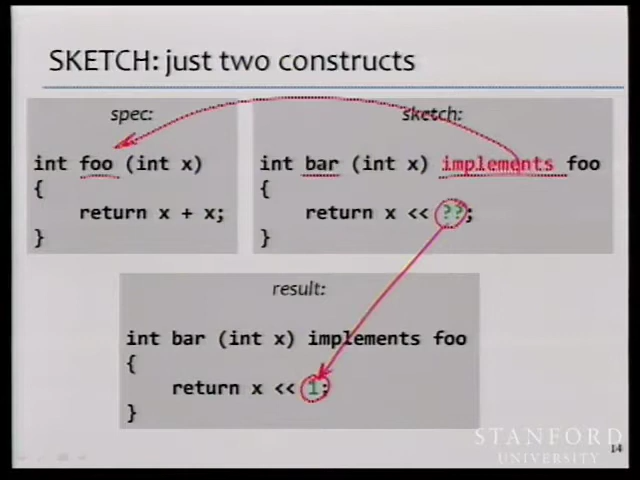 SKETCH: just two constructs
spec:
int foo (int x)
{
return x + x;
}
sketch:
int bar (int x) implements foo
{
return x << ??;
}
result:
int bar (int x) implements foo
{
return x << 1;
}
STANFORD
UNIVERSITY
14